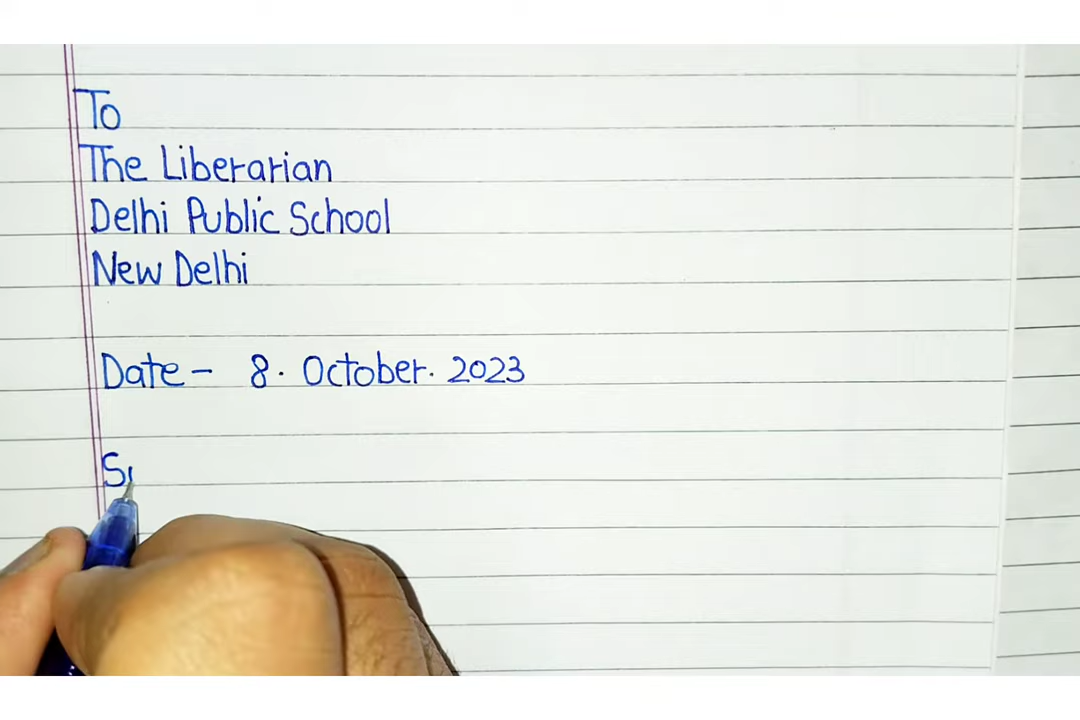 To
The Liberarian
Delhi Public School
New Delhi
Date - 8. October. 2023